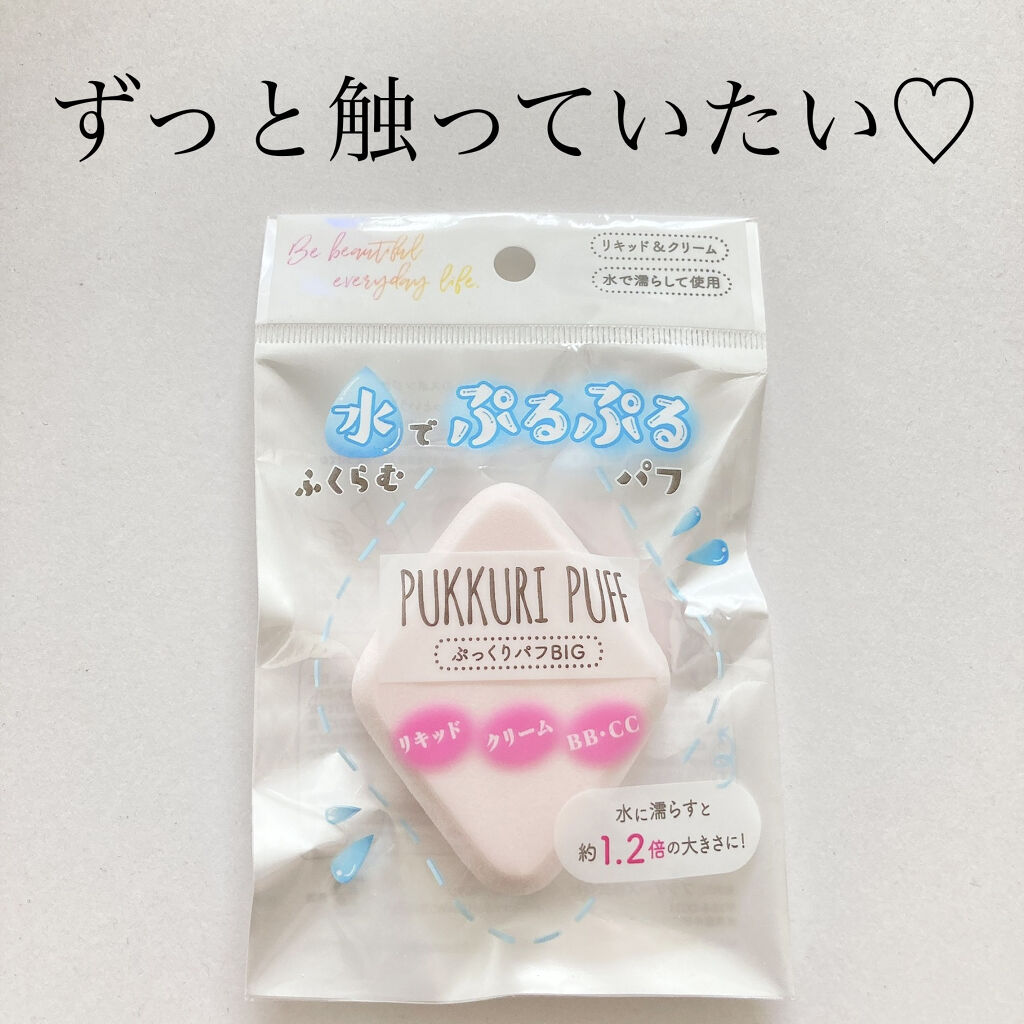 ずっと触っていたい♡
Be beautiful
everyday life.
リキッド&クリーム
水で濡らして使用
水でぷるぷる
ふくらむ パフ
PUKKURI PUFF
ぷっくりパフBIG
リキッド クリーム BB・CC
水に濡らすと
約1.2倍の大きさに!